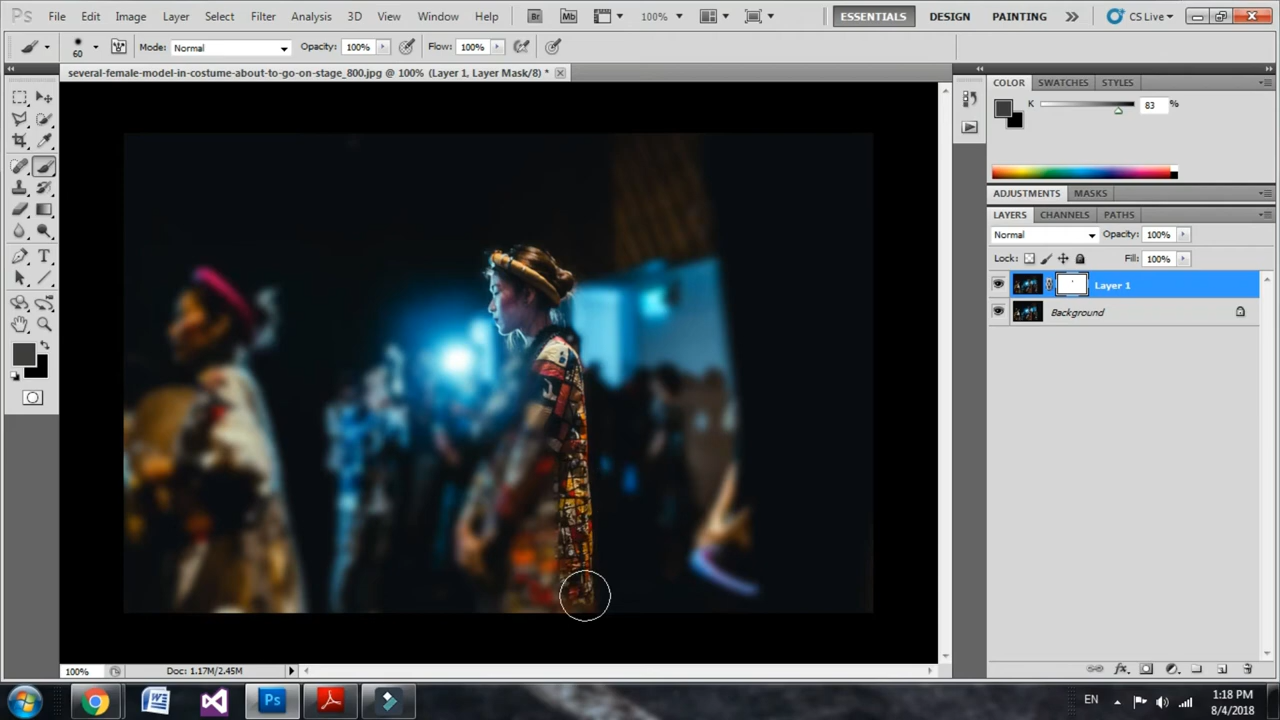 Ps File Edit Image Layer Select Filter Analysis 3D View Window Help Br Mb 100% ESSENTIALS DESIGN PAINTING CS Live
60 Mode: Normal Opacity: 100% Flow: 100%
several-female-model-in-costume-about-to-go-on-stage_800.jpg @ 100% (Layer 1, Layer Mask/8) *
COLOR SWATCHES STYLES
K 83 %
ADJUSTMENTS MASKS
LAYERS CHANNELS PATHS
Normal Opacity: 100%
Lock: Fill: 100%
Layer 1
Background
T
100% Doc: 1.17M/2.45M
fx
W Ps EN 1:18 PM
8/4/2018